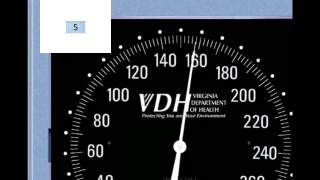 5
140 160 180
120 200
100 220
80 240
60 260
VDH VIRGINIA
DEPARTMENT
OF HEALTH
Protecting You and Your Environment